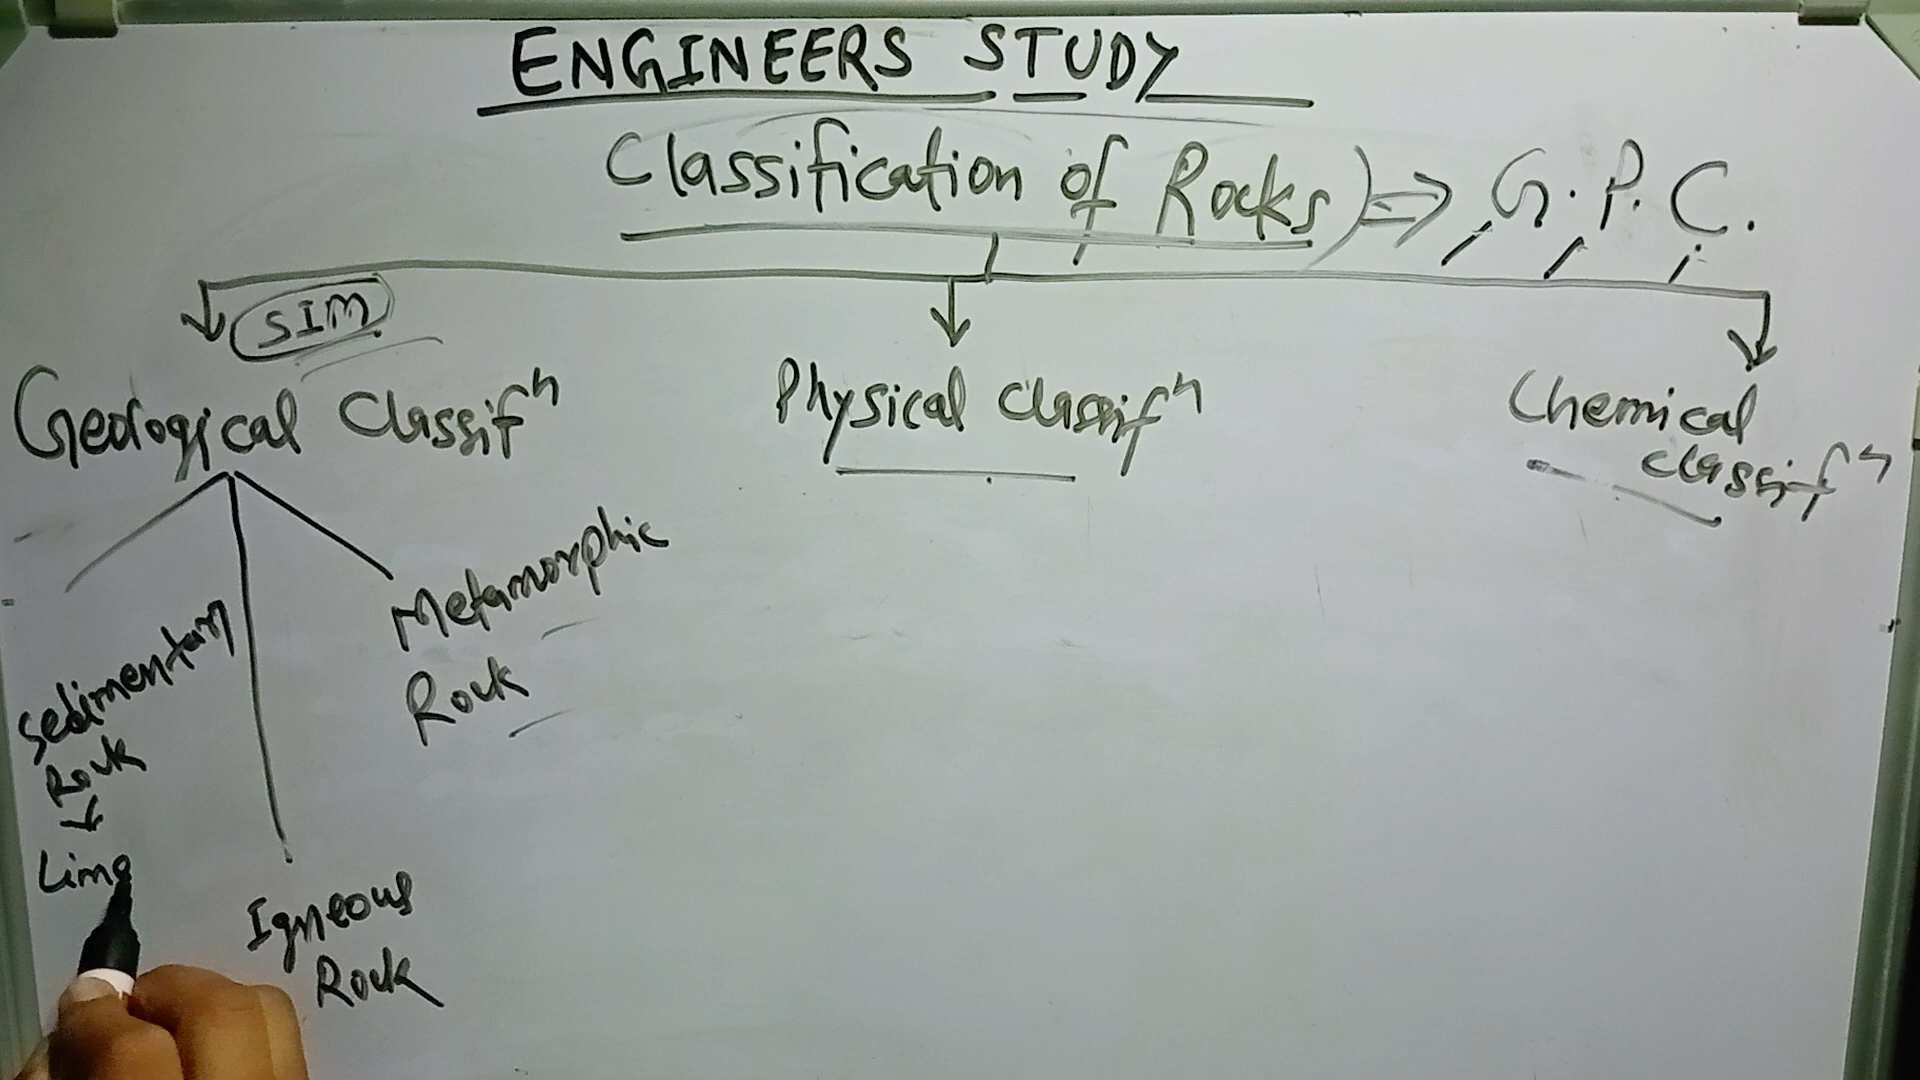 ENGINEERS STUDY
Classification of Rocks) ⇒ G.P.C.
SIM
Geological Classifⁿ
Physical Classifⁿ
Chemical
classifⁿ
Sedimentary
Rock
Lime
Igneous
Rock
Metamorphic
Rock